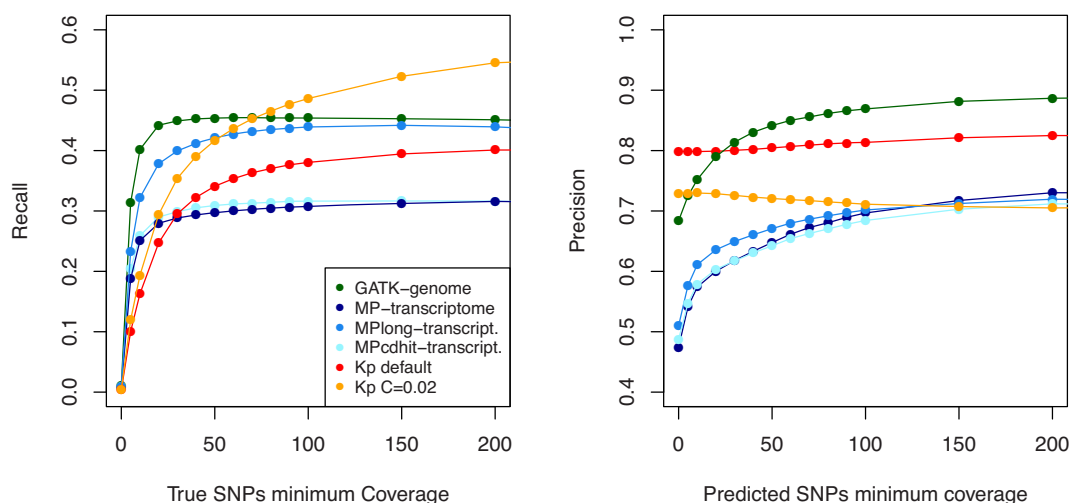 0.6
0.5
0.4
0.3
0.2
0.1
0.0
Recall
0 50 100 150 200
True SNPs minimum Coverage
GATK−genome
MP−transcriptome
MPlong−transcript.
MPcdhit−transcript.
Kp default
Kp C=0.02
1.0
0.9
0.8
0.7
0.6
0.5
0.4
Precision
0 50 100 150 200
Predicted SNPs minimum coverage